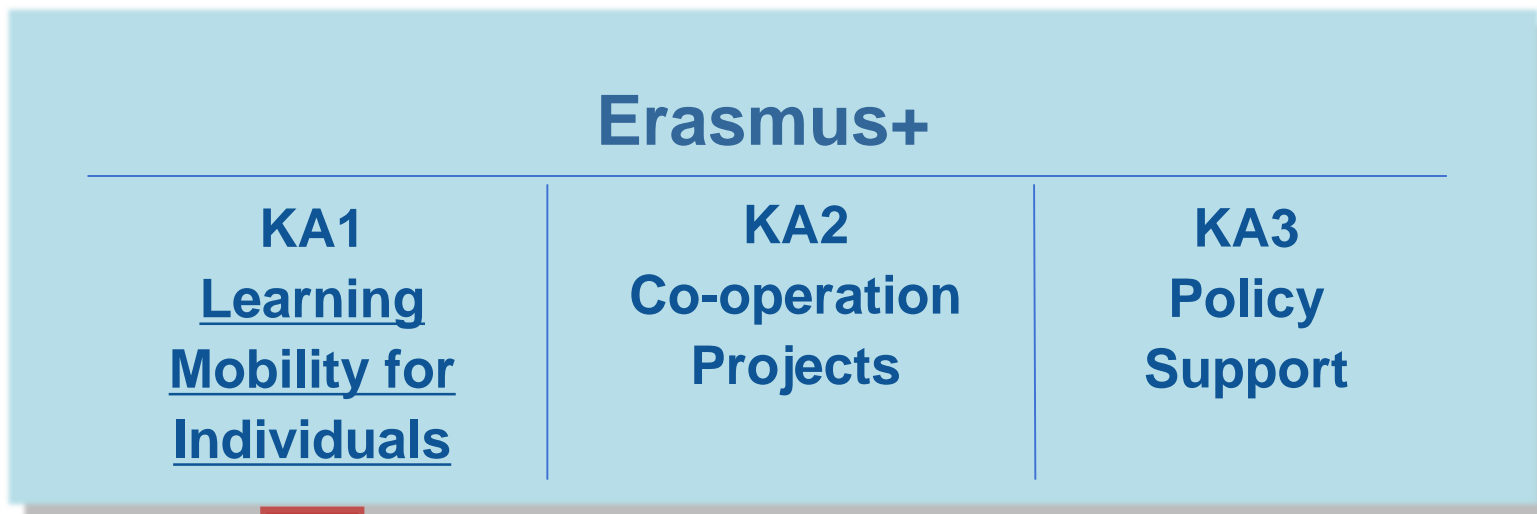 Erasmus+
KA1
Learning
Mobility for
Individuals
KA2
Co-operation
Projects
KA3
Policy
Support